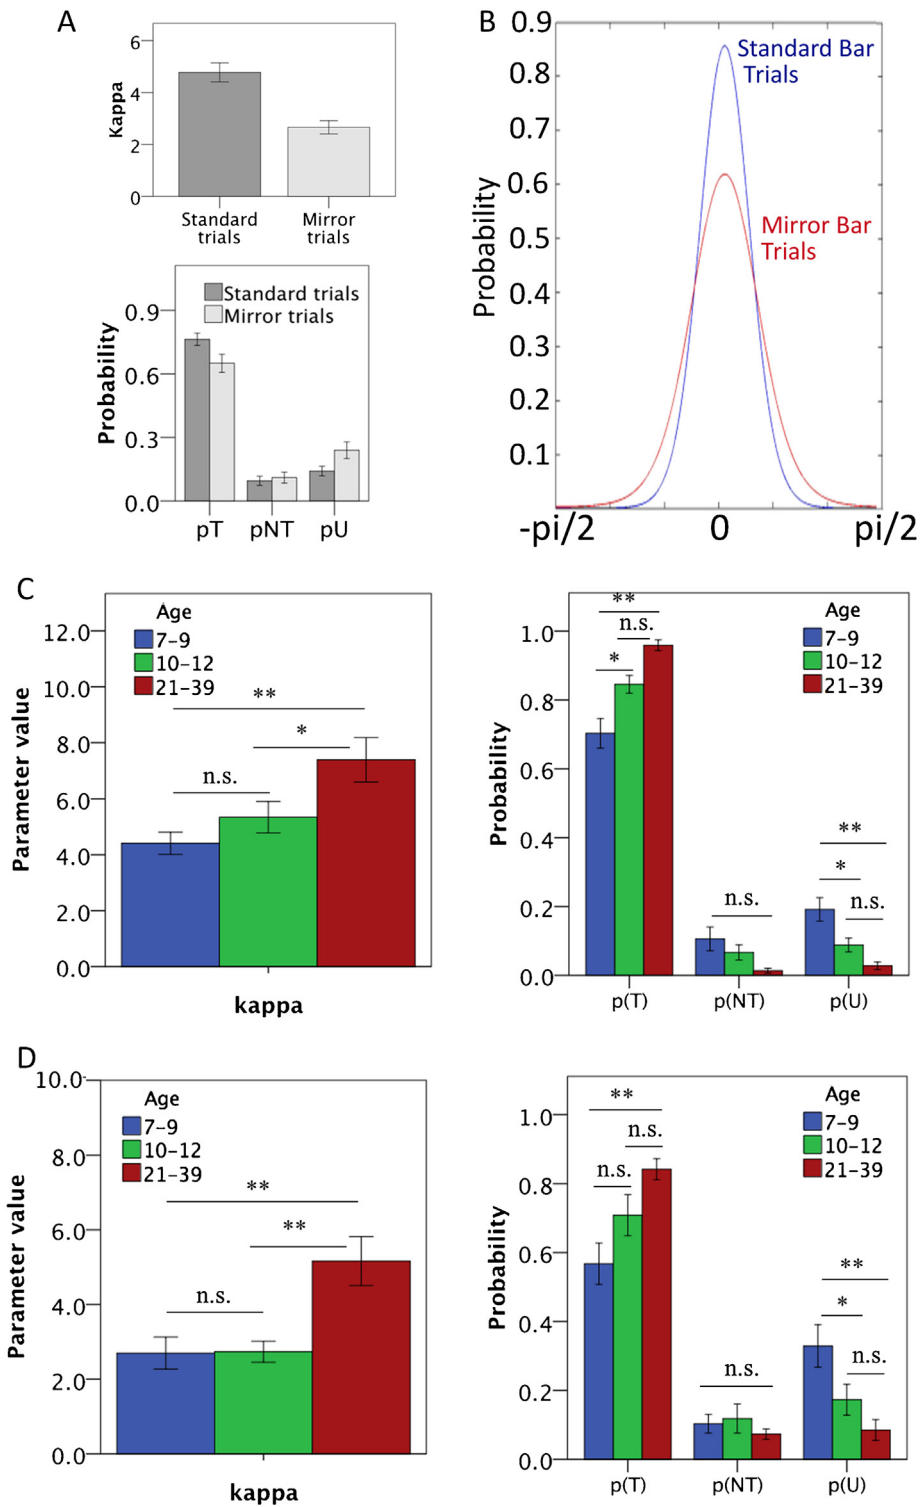 A
Kappa
6
4
2
0
Standard trials
Mirror trials
Standard trials
Mirror trials
Probability
0.9
0.6
0.3
0.0
pT pNT pU
B
Probability
0.9
0.8
0.7
0.6
0.5
0.4
0.3
0.2
0.1
Standard Bar
Trials
Mirror Bar
Trials
-pi/2 0 pi/2
C
Parameter value
12.0
10.0
8.0
6.0
4.0
2.0
0.0
Age
7–9
10–12
21–39
**
*
n.s.
kappa
Probability
1.0
0.8
0.6
0.4
0.2
0.0
**
n.s.
*
Age
7–9
10–12
21–39
n.s.
**
*
n.s.
p(T) p(NT) p(U)
D
Parameter value
10.0
8.0
6.0
4.0
2.0
0.0
Age
7–9
10–12
21–39
**
**
n.s.
kappa
Probability
1.0
0.8
0.6
0.4
0.2
0.0
**
n.s.
n.s.
Age
7–9
10–12
21–39
n.s.
**
*
n.s.
p(T) p(NT) p(U)